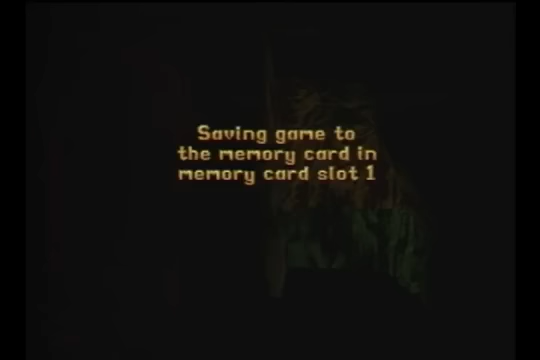 Saving game to
the memory card in
memory card slot 1